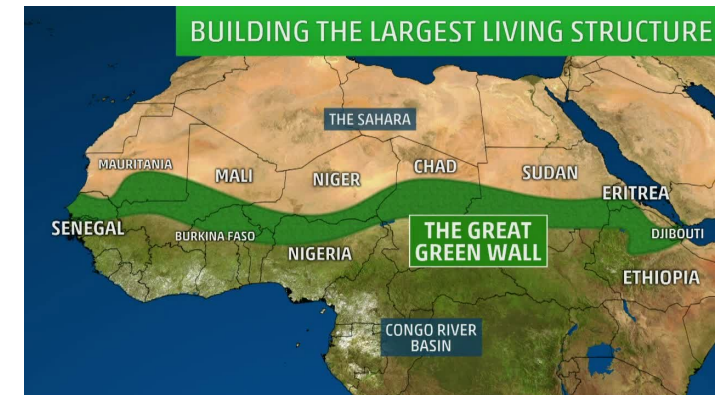 BUILDING THE LARGEST LIVING STRUCTURE
THE SAHARA
MAURITANIA
MALI
NIGER
CHAD
SUDAN
ERITREA
SENEGAL
BURKINA FASO
NIGERIA
THE GREAT
GREEN WALL
DJIBOUTI
ETHIOPIA
CONGO RIVER
BASIN